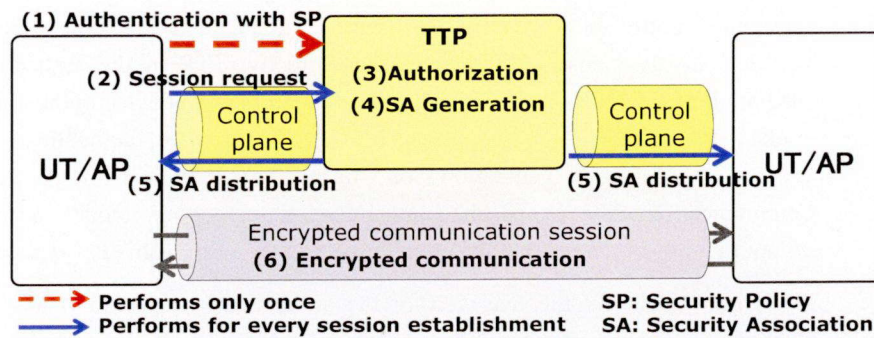 (1) Authentication with SP
TTP
(2) Session request
(3)Authorization
(4)SA Generation
Control
plane
Control
plane
UT/AP
UT/AP
(5) SA distribution
(5) SA distribution
Encrypted communication session
(6) Encrypted communication
Performs only once
SP: Security Policy
Performs for every session establishment
SA: Security Association